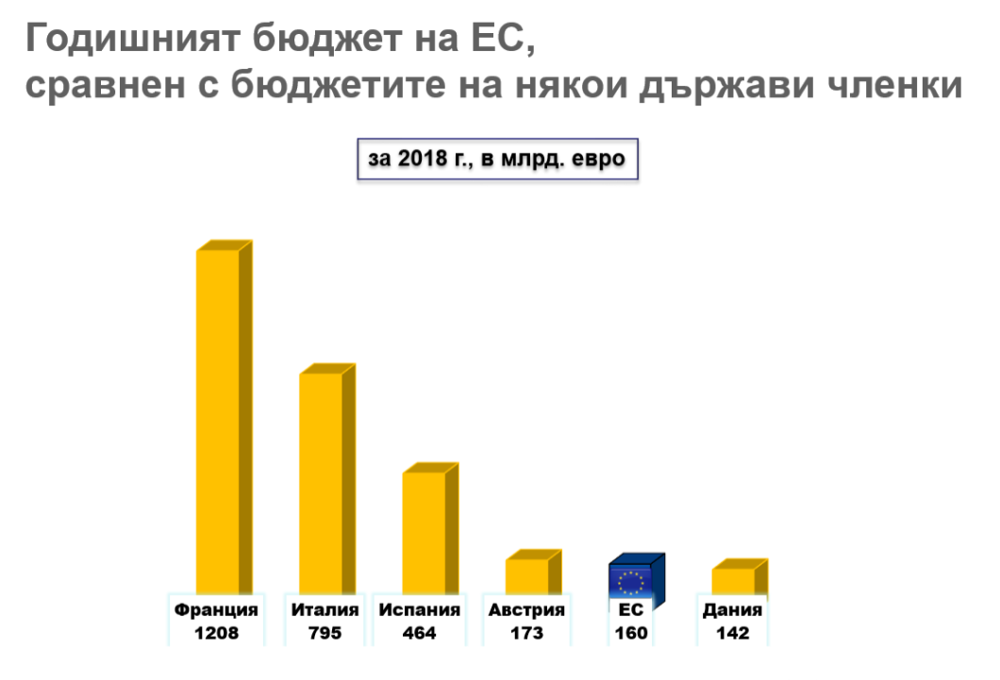 Годишният бюджет на ЕС,
сравнен с бюджетите на някои държави членки
за 2018 г., в млрд. евро
Франция
1208
Италия
795
Испания
464
Австрия
173
ЕС
160
Дания
142